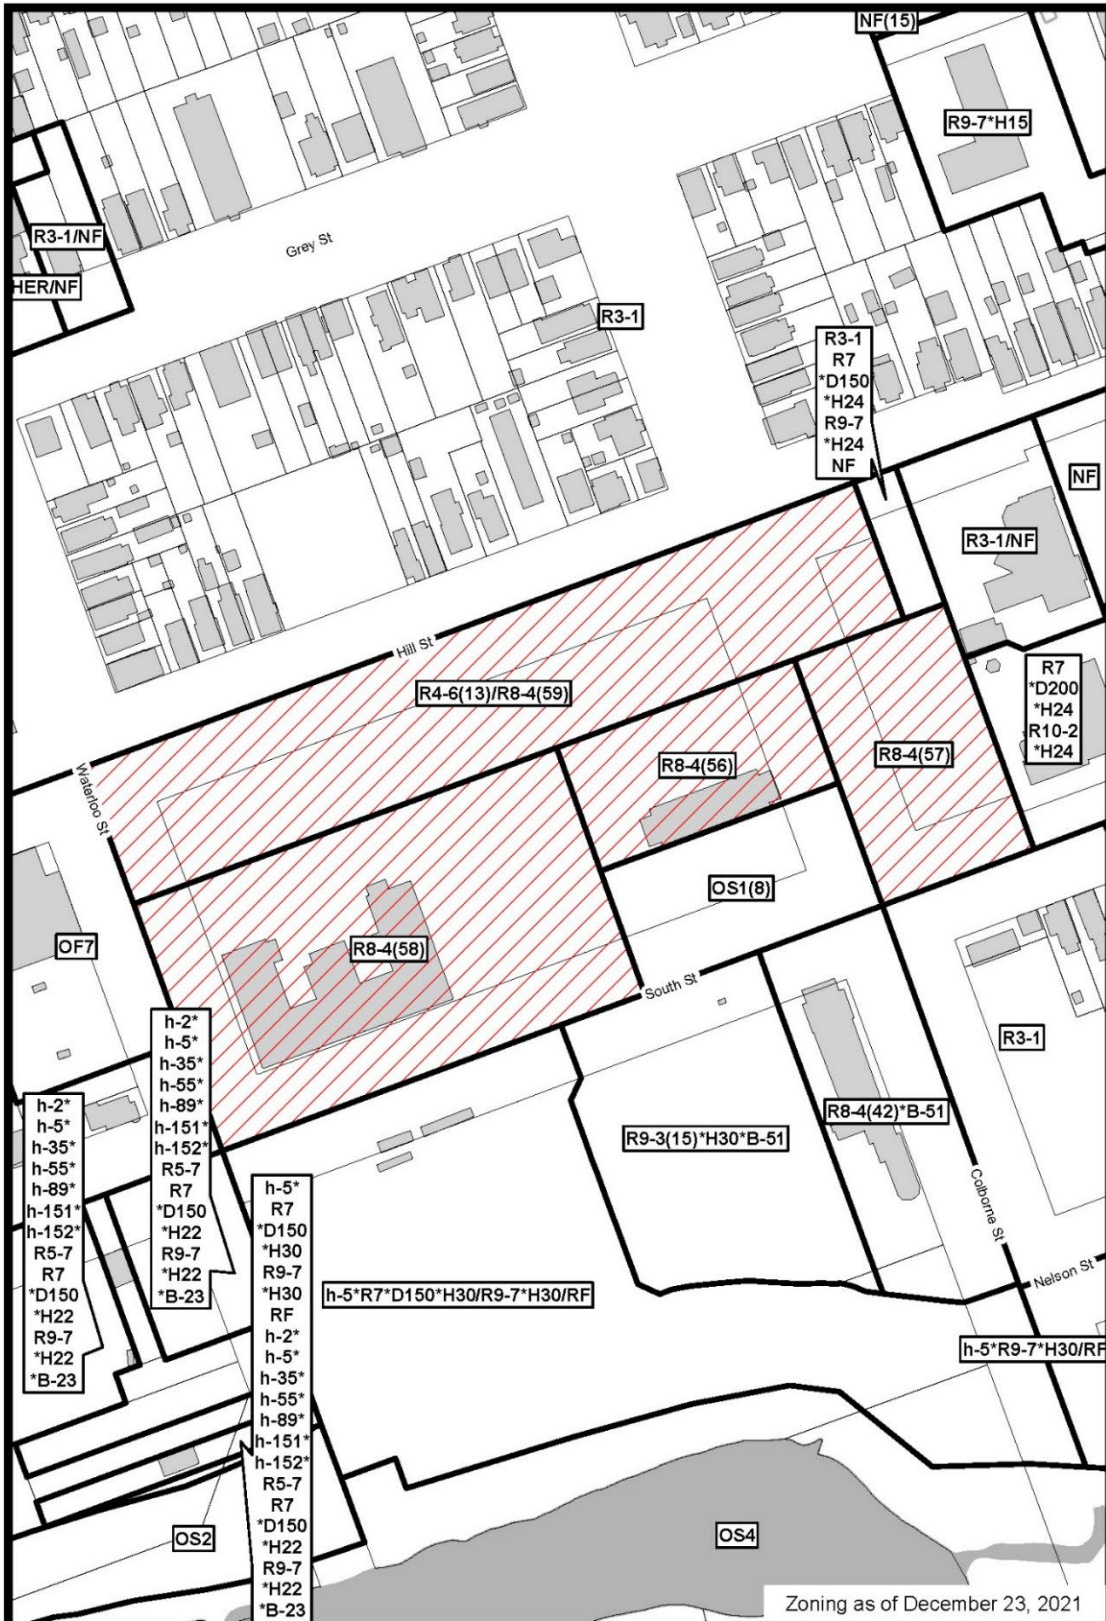 NF(15)
R9-7*H15
R3-1/NF
HER/NF
Grey St
R3-1
R3-1
R7
*D150
*H24
R9-7
*H24
NF
NF
R3-1/NF
Hill St
R4-6(13)/R8-4(59)
R7
*D200
*H24
R10-2
*H24
R8-4(56)
R8-4(57)
Waterloo St
OS1(8)
OF7
R8-4(58)
South St
h-2*
h-5*
h-35*
h-55*
h-89*
h-151*
h-152*
R5-7
R7
*D150
*H22
R9-7
*H22
*B-23
h-2*
h-5*
h-35*
h-55*
h-89*
h-151*
h-152*
R5-7
R7
*D150
*H22
R9-7
*H22
*B-23
R3-1
R8-4(42)*B-51
R9-3(15)*H30*B-51
Colborne St
Nelson St
h-5*
R7
*D150
*H30
R9-7
*H30
RF
h-2*
h-5*
h-35*
h-55*
h-89*
h-151*
h-152*
R5-7
R7
*D150
*H22
R9-7
*H22
*B-23
h-5*R7*D150*H30/R9-7*H30/RF
h-5*R9-7*H30/RF
OS2
OS4
Zoning as of December 23, 2021